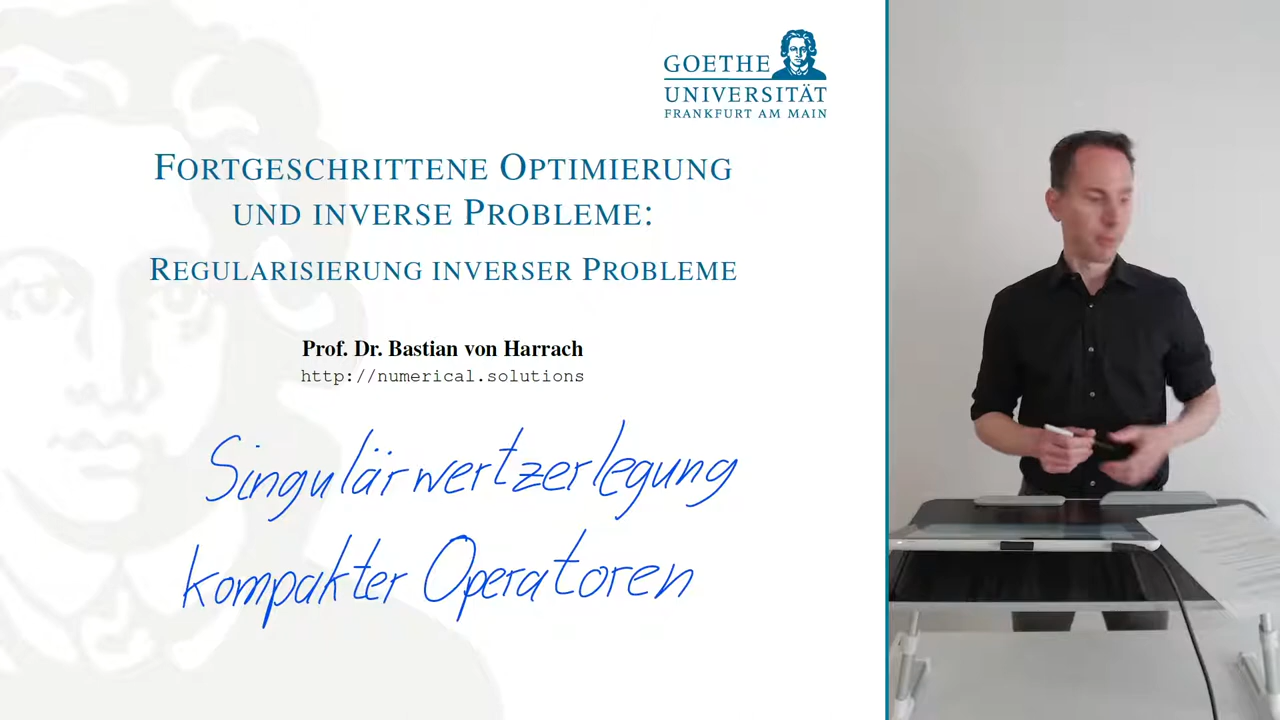 GOETHE
UNIVERSITÄT
FRANKFURT AM MAIN
FORTGESCHRITTENE OPTIMIERUNG
UND INVERSE PROBLEME:
REGULARISIERUNG INVERSER PROBLEME
Prof. Dr. Bastian von Harrach
http://numerical.solutions
Singulärwertzerlegung
kompakter Operatoren